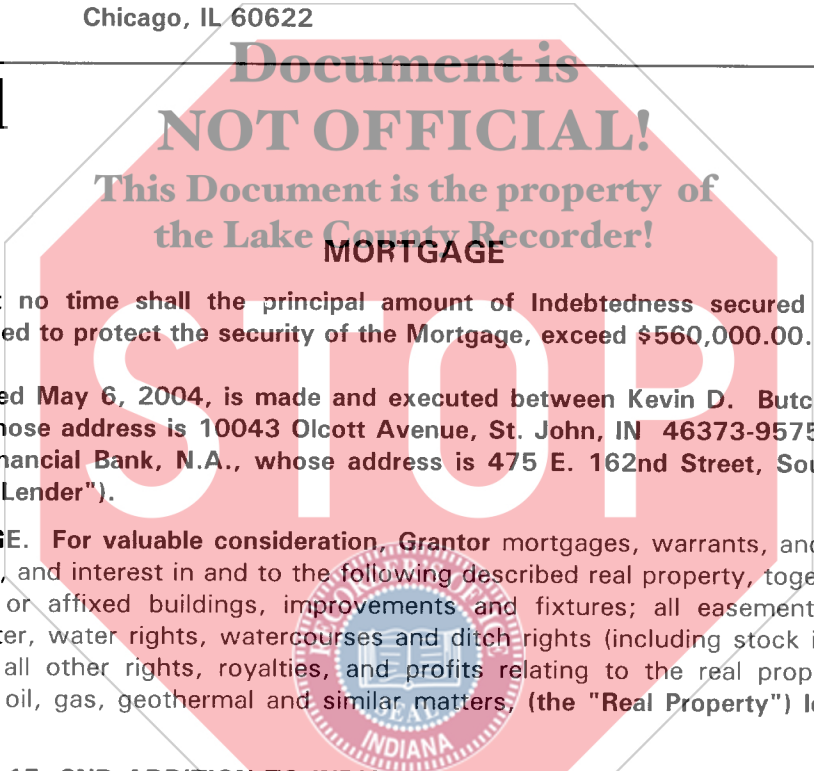 Chicago, IL 60622
Document is
NOT OFFICIAL!
This Document is the property of
the Lake County Recorder!
MORTGAGE
no time shall the principal amount of Indebtedness secured
ed to protect the security of the Mortgage, exceed $560,000.00.
ed May 6, 2004, is made and executed between Kevin D. Butc
hose address is 10043 Olcott Avenue, St. John, IN 46373-9575
nancial Bank, N.A., whose address is 475 E. 162nd Street, Sou
Lender").
STOP
GE. For valuable consideration, Grantor mortgages, warrants, and
, and interest in and to the following described real property, toge
or affixed buildings, improvements and fixtures; all easement
ter, water rights, watercourses and ditch rights (including stock i
all other rights, royalties, and profits relating to the real prop
oil, gas, geothermal and similar matters, (the "Real Property") l
RECORDER'S OFFICE
SEAL
INDIANA